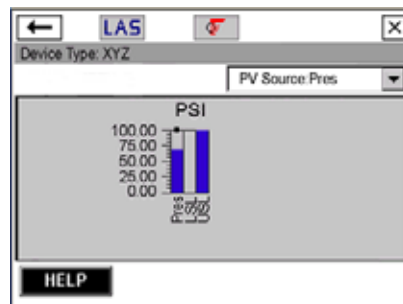 LAS
Device Type: XYZ
PV Source:Pres
PSI
100.00
75.00
50.00
25.00
0.00
Pres
LSL
USL
HELP